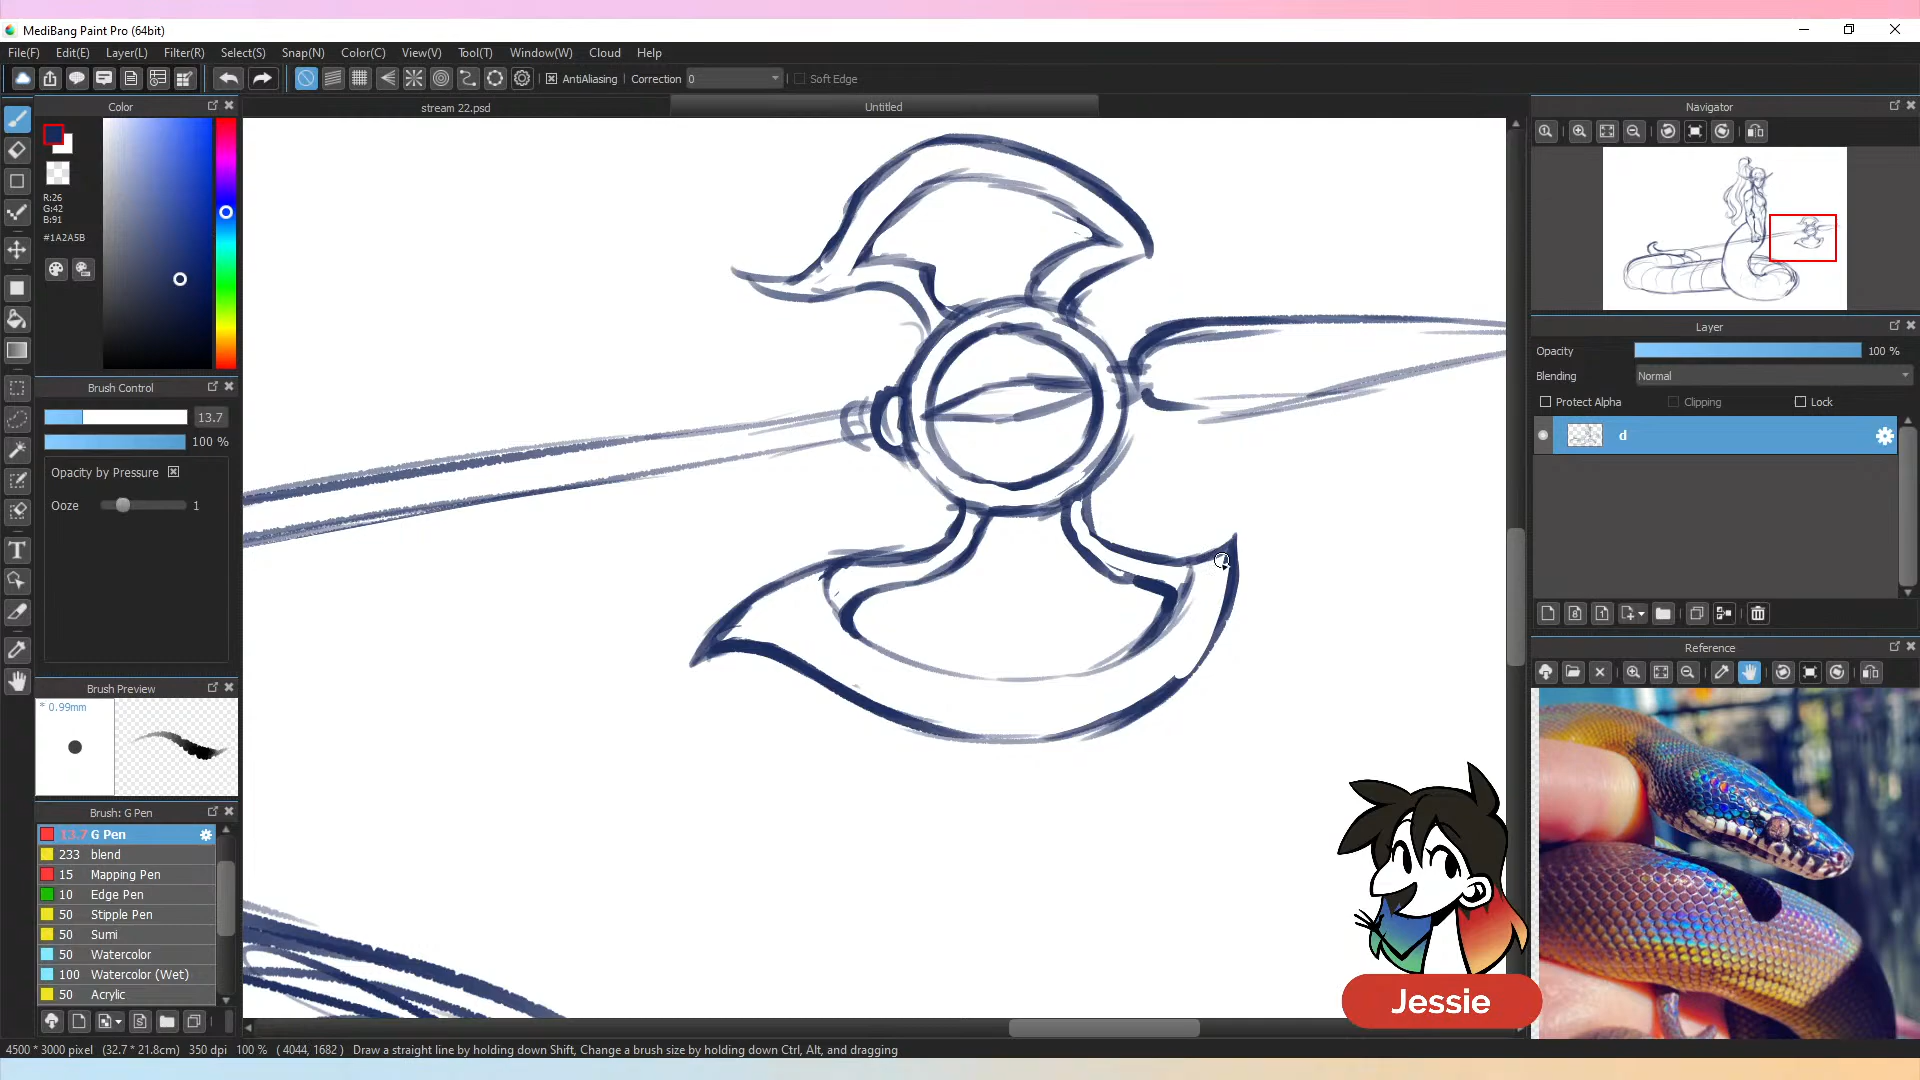 MediBang Paint Pro (64bit)
File(F) Edit(E) Layer(L) Filter(R) Select(S) Snap(N) Color(C) View(V) Tool(T) Window(W) Cloud Help
AntiAliasing Correction 0 Soft Edge
Color
stream 22.psd
Untitled
Navigator
R:26
G:42
B:91
#1A2A5B
Layer
Opacity 100 %
Blending Normal
Protect Alpha Clipping Lock
d
Brush Control
13.7
100 %
Opacity by Pressure
Ooze 1
Reference
Brush Preview
* 0.99mm
Brush: G Pen
13.7 G Pen
233 blend
15 Mapping Pen
10 Edge Pen
50 Stipple Pen
50 Sumi
50 Watercolor
100 Watercolor (Wet)
50 Acrylic
Jessie
4500 * 3000 pixel (32.7 * 21.8cm) 350 dpi 100 % ( 4044, 1682 ) Draw a straight line by holding down Shift, Change a brush size by holding down Ctrl, Alt, and dragging